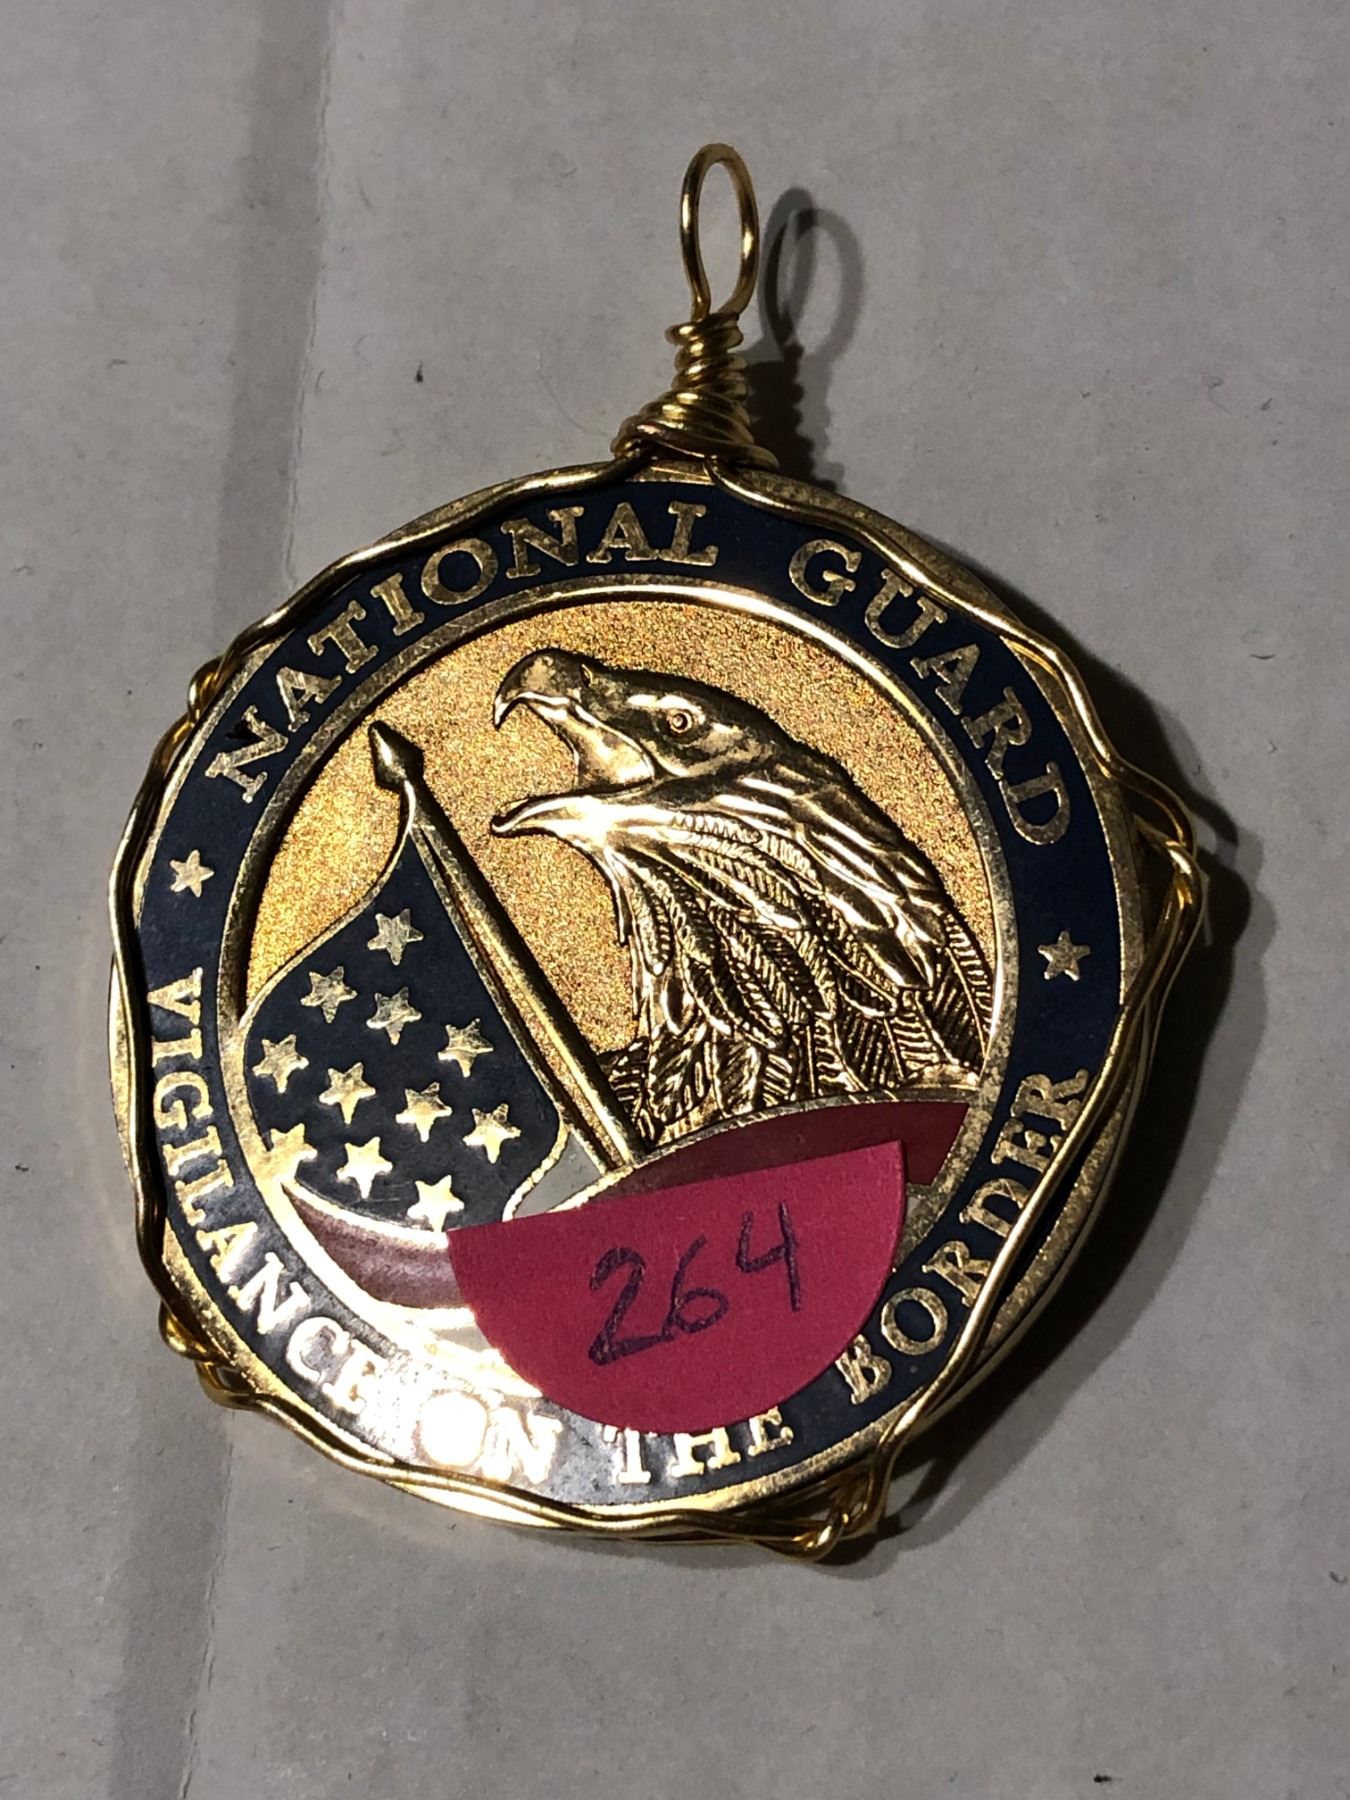 NATIONAL GUARD
VIGILANCE ON THE BORDER
264